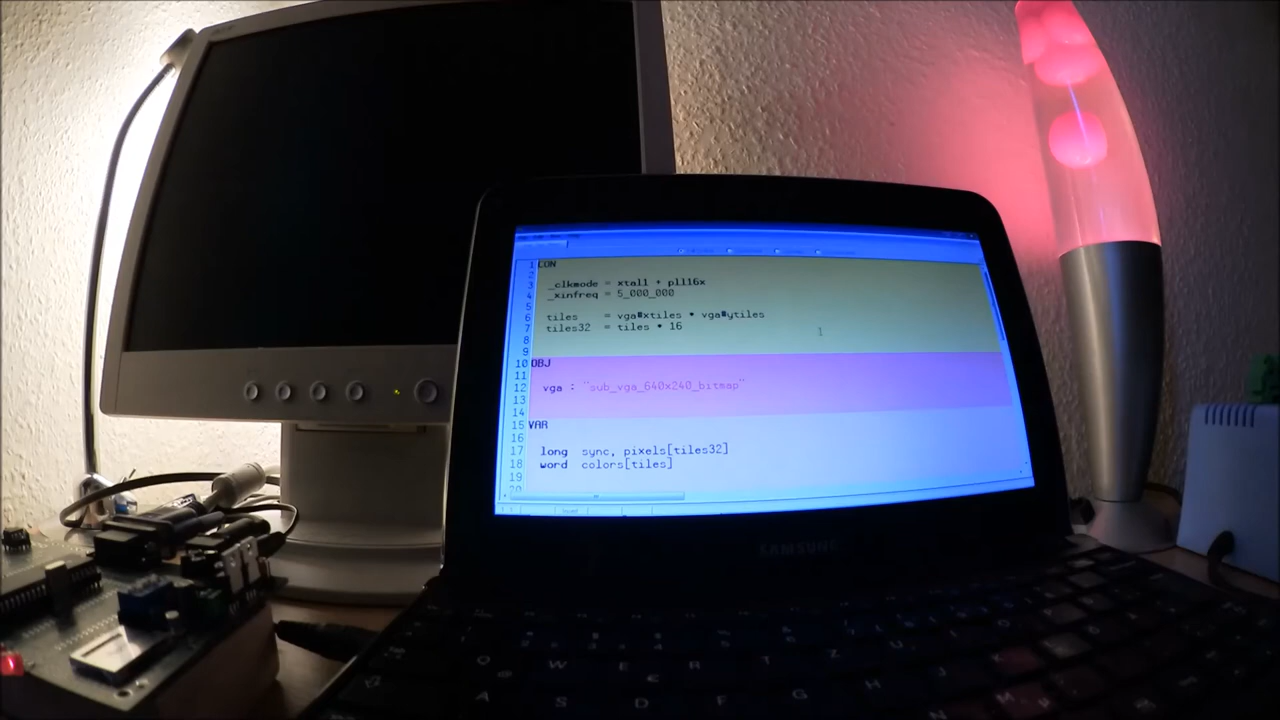 1 CON
2
3 _clkmode = xtal1 + pll16x
4 _xinfreq = 5_000_000
5
6 tiles = vga#xtiles * vga#ytiles
7 tiles32 = tiles * 16
8
9
10 OBJ
11
12 vga : "sub_vga_640x240_bitmap"
13
14
15 VAR
16
17 long sync, pixels[tiles32]
18 word colors[tiles]
19
20
SAMSUNG
Q W E R T Z U
A S D F G H J